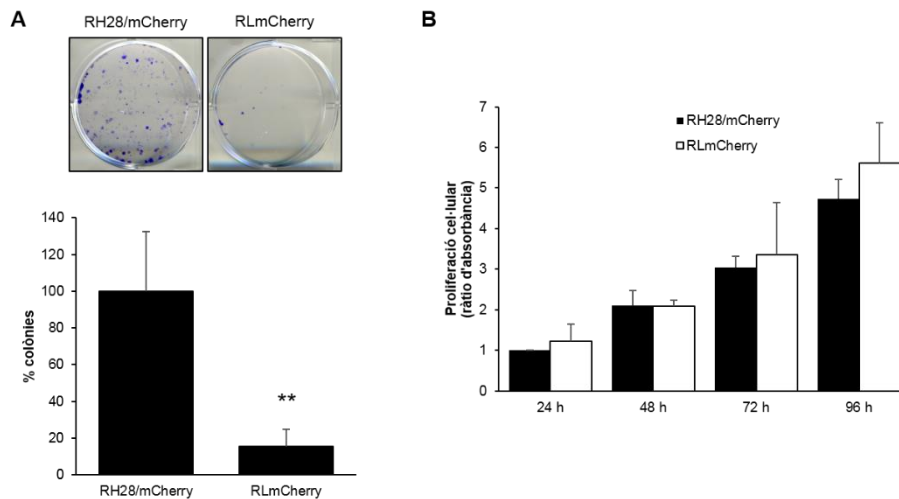 A
RH28/mCherry
RLmCherry
% colònies
140
120
100
80
60
40
20
0
**
RH28/mCherry
RLmCherry
B
Proliferació cel·lular
(ràtio d'absorbància)
7
6
5
4
3
2
1
0
RH28/mCherry
RLmCherry
24 h
48 h
72 h
96 h